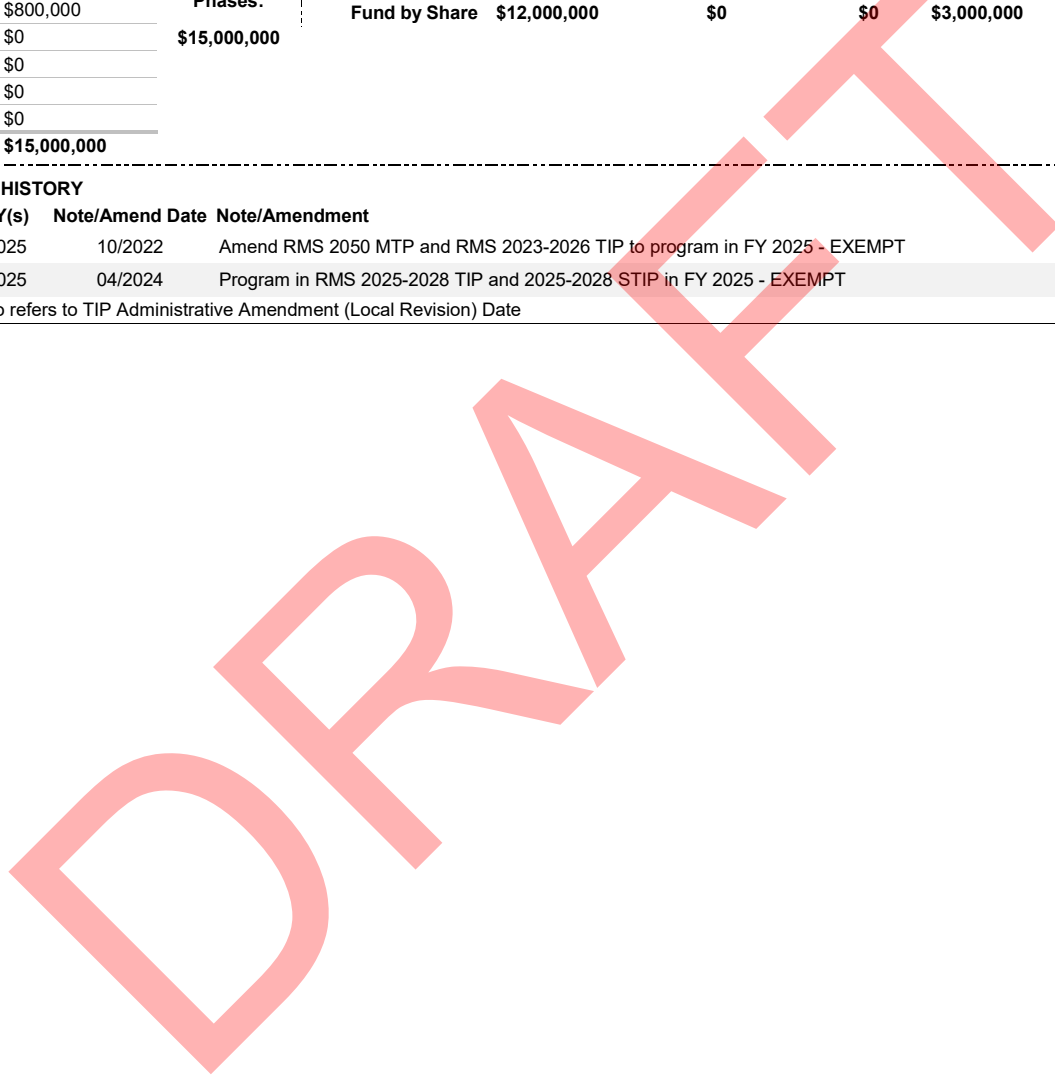 $800,000
Phases:
Fund by Share $12,000,000 $0 $0 $3,000,000
$0 $15,000,000
$0
$0
$0
$15,000,000
HISTORY
Y(s) Note/Amend Date Note/Amendment
025 10/2022 Amend RMS 2050 MTP and RMS 2023-2026 TIP to program in FY 2025 - EXEMPT
025 04/2024 Program in RMS 2025-2028 TIP and 2025-2028 STIP in FY 2025 - EXEMPT
o refers to TIP Administrative Amendment (Local Revision) Date
DRAFT